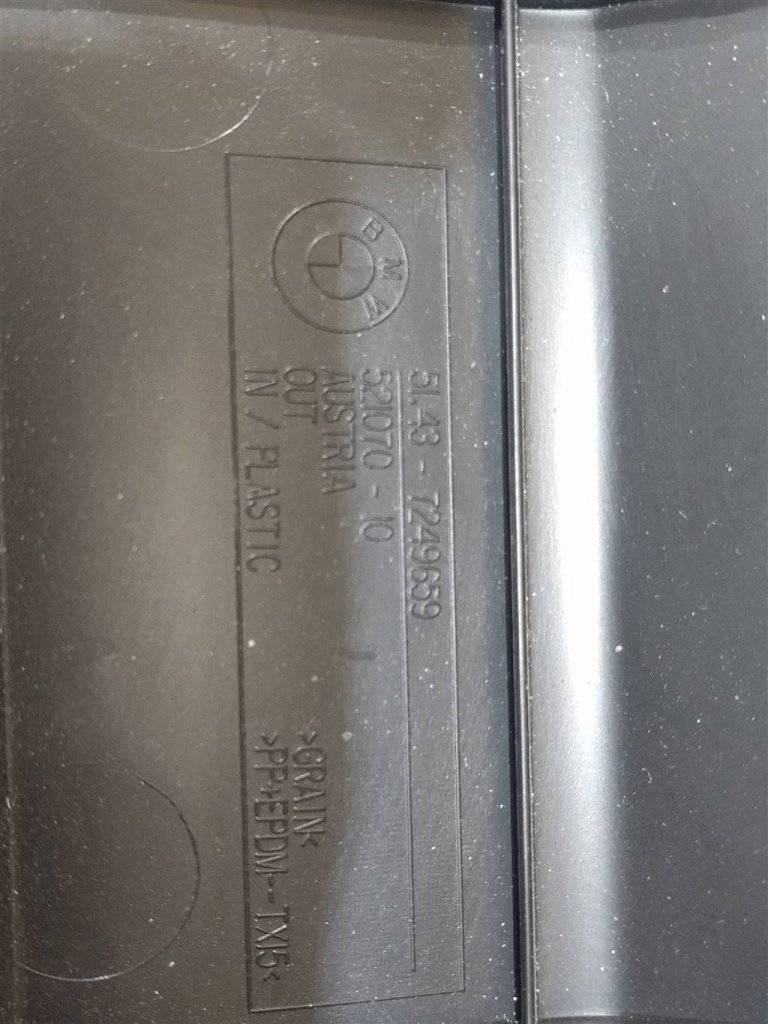 BMW
51.43 - 7249659
521070 - 10
AUSTRIA
OUT
IN / PLASTIC
>GRAIN<
>PP+EPDM--TX15<